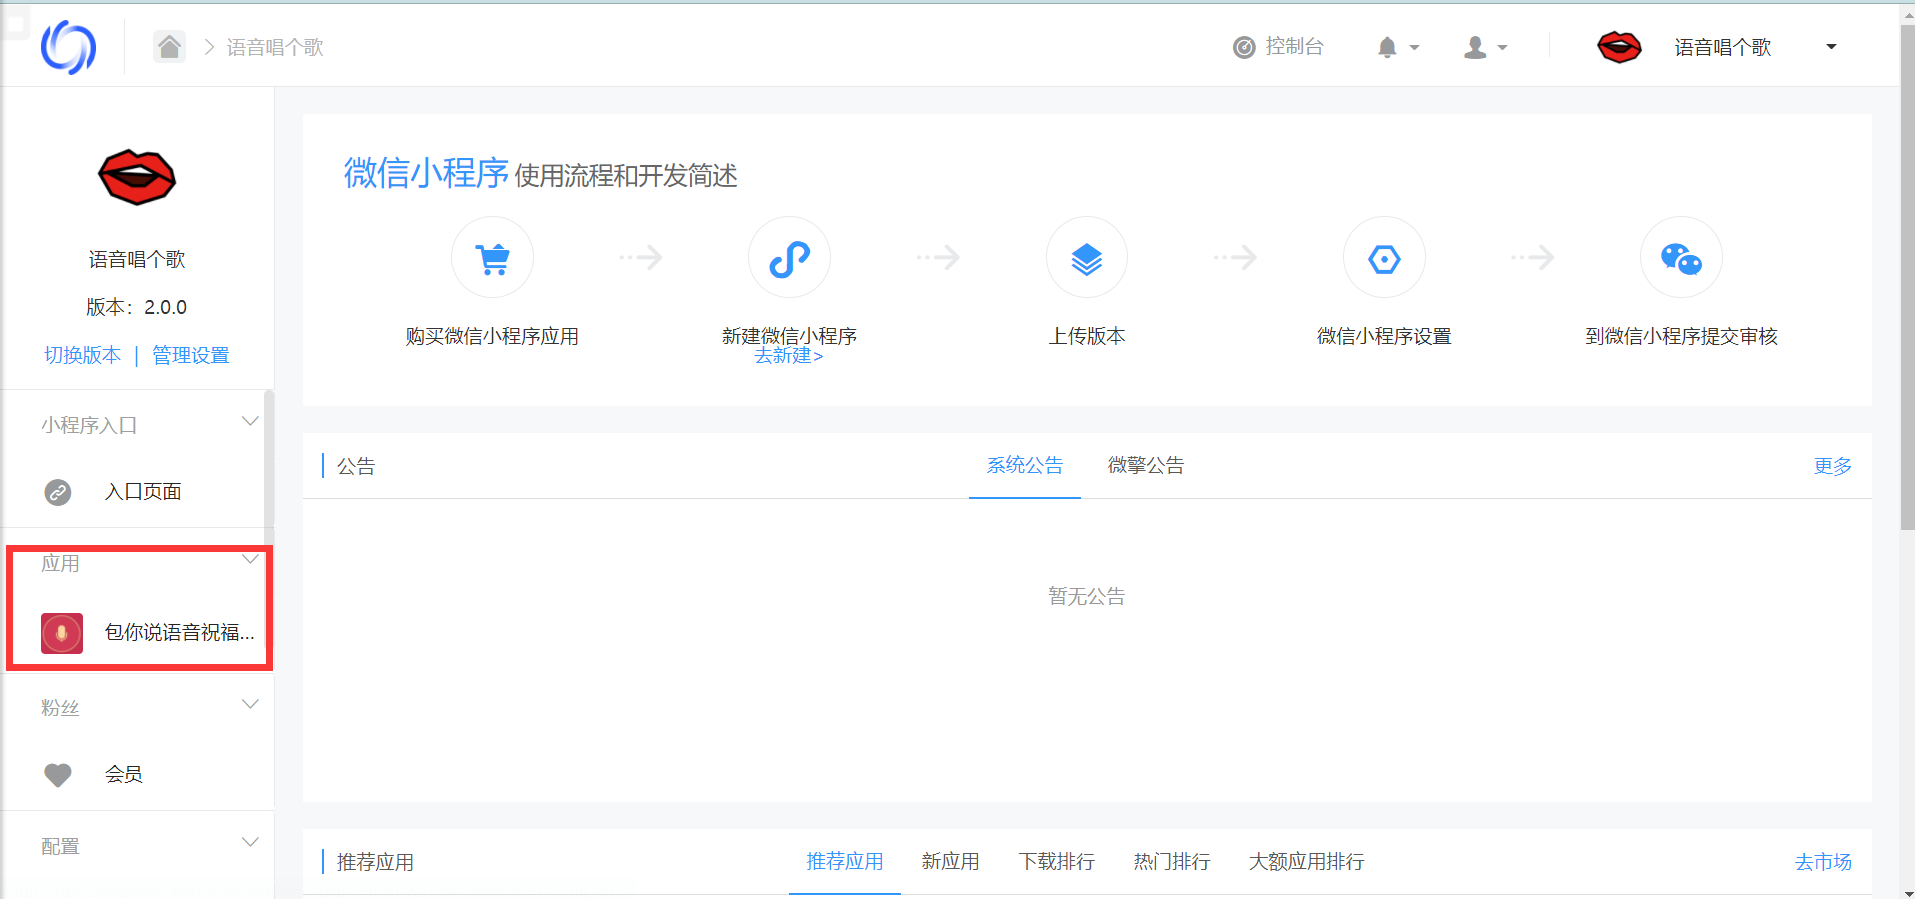 语音唱个歌
控制台
语音唱个歌
语音唱个歌
版本：2.0.0
切换版本 | 管理设置
小程序入口
入口页面
应用
包你说语音祝福...
粉丝
会员
配置
微信小程序 使用流程和开发简述
购买微信小程序应用
新建微信小程序
去新建>
上传版本
微信小程序设置
到微信小程序提交审核
公告
系统公告
微擎公告
更多
暂无公告
推荐应用
推荐应用
新应用
下载排行
热门排行
大额应用排行
去市场